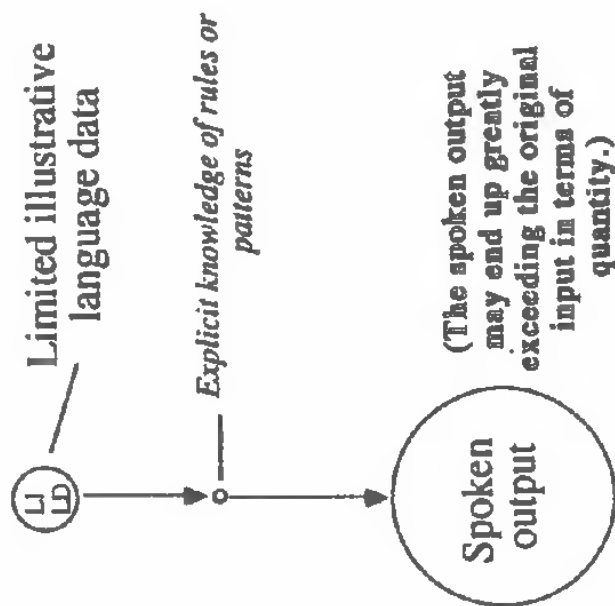 LI
LD
Limited illustrative
language data
Explicit knowledge of rules or
patterns
Spoken
output
(The spoken output
may end up greatly
exceeding the original
input in terms of
quantity.)